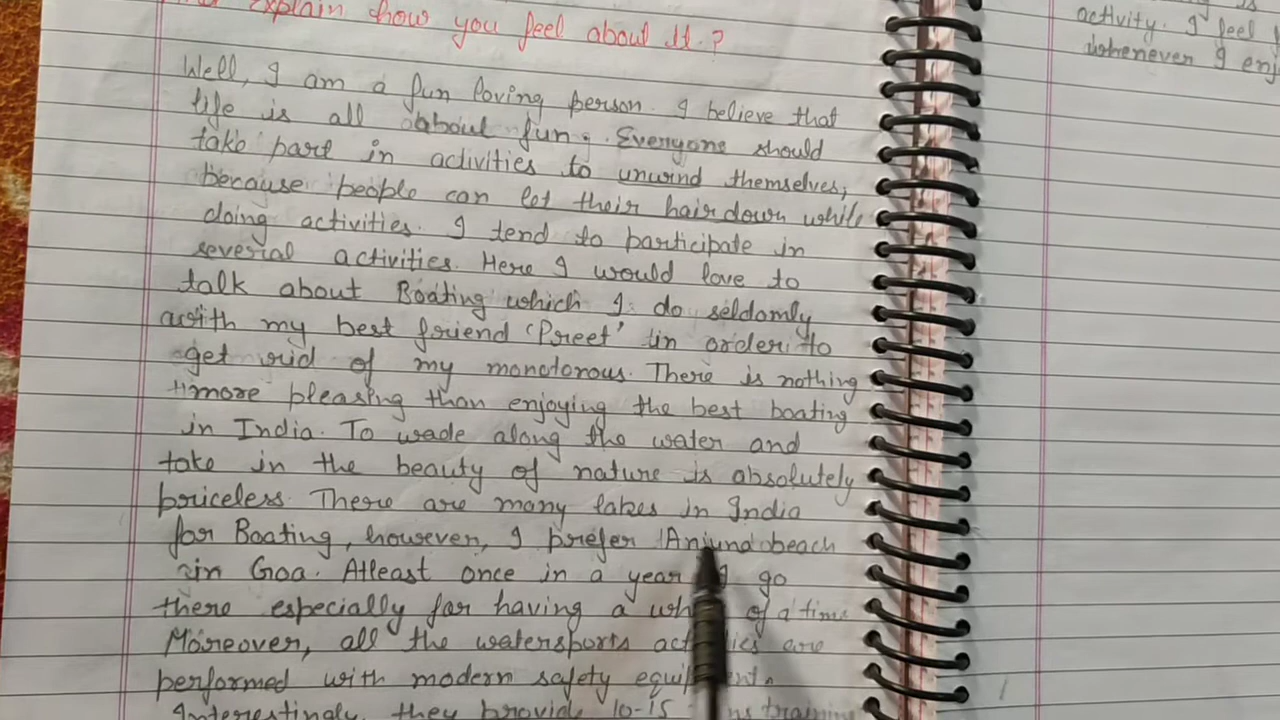 explain how you feel about It.?
Well, I am a fun loving person. I believe that
life is all about fun. Everyone should
take part in activities to unwind themselves,
because people can let their hair down while
doing activities. I tend to participate in
several activities. Here I would love to
talk about Boating which I do seldomly
with my best friend 'Preet' in order to
get rid of my monotorous. There is nothing
more pleasing than enjoying the best boating
in India. To wade along the water and
take in the beauty of nature is absolutely
priceless. There are many lakes in India
for Boating, however, I prefer 'Anjuna' beach
in Goa. Atleast once in a year I go
there especially for having a of a time
Moreover, all the watersports are
performed with modern safety
Interestingly, they provide 10-15 training
activity. I feel
whenever I enj